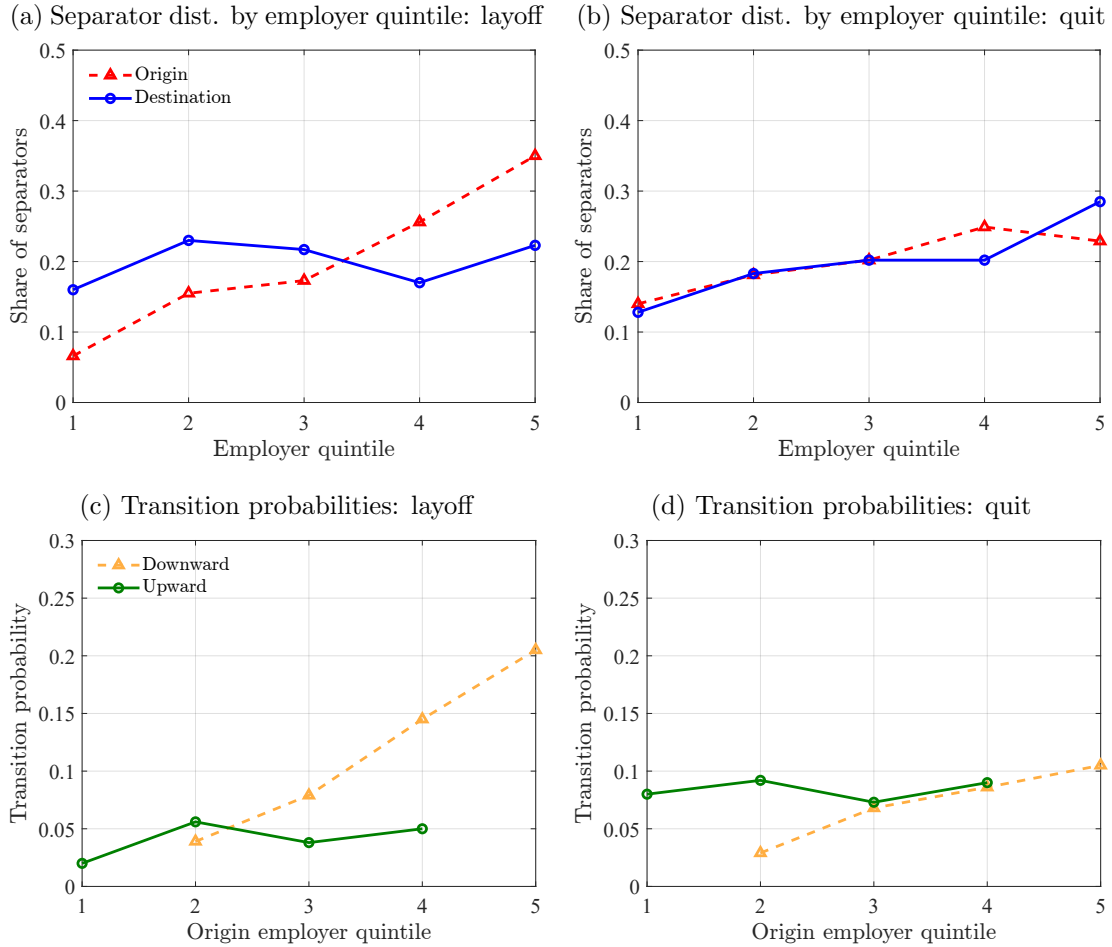 (a) Separator dist. by employer quintile: layoff
(b) Separator dist. by employer quintile: quit
0.5
0.4
0.3
0.2
0.1
0
Share of separators
Origin
Destination
1 2 3 4 5
Employer quintile
0.5
0.4
0.3
0.2
0.1
0
Share of separators
1 2 3 4 5
Employer quintile
(c) Transition probabilities: layoff
(d) Transition probabilities: quit
0.3
0.25
0.2
0.15
0.1
0.05
0
Transition probability
Downward
Upward
1 2 3 4 5
Origin employer quintile
0.3
0.25
0.2
0.15
0.1
0.05
0
Transition probability
1 2 3 4 5
Origin employer quintile